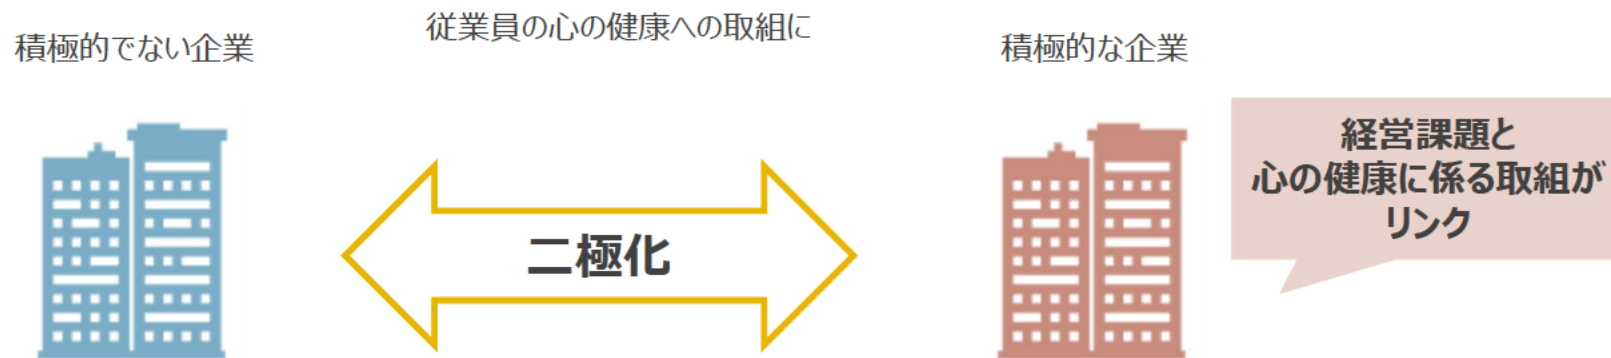 従業員の心の健康への取組に
積極的でない企業
積極的な企業
二極化
経営課題と
心の健康に係る取組が
リンク